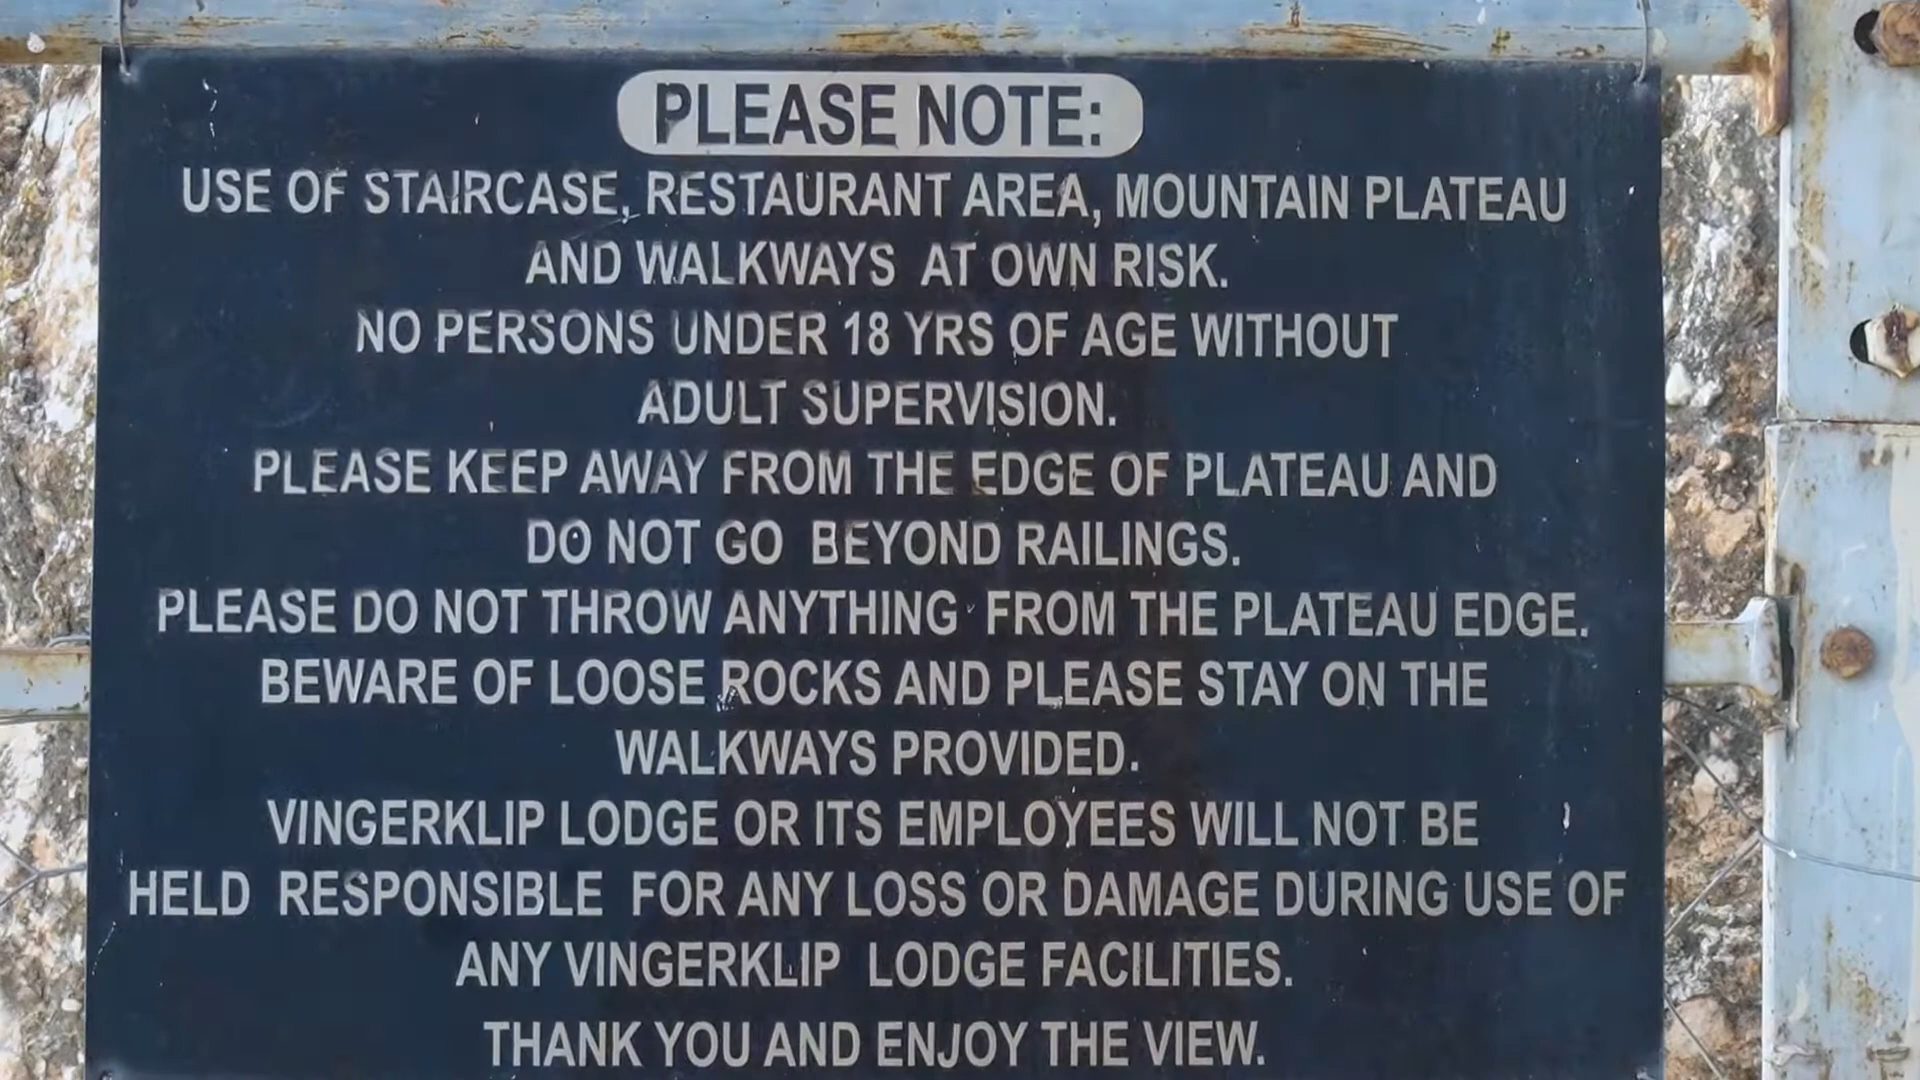 PLEASE NOTE:
USE OF STAIRCASE, RESTAURANT AREA, MOUNTAIN PLATEAU
AND WALKWAYS AT OWN RISK.
NO PERSONS UNDER 18 YRS OF AGE WITHOUT
ADULT SUPERVISION.
PLEASE KEEP AWAY FROM THE EDGE OF PLATEAU AND
DO NOT GO BEYOND RAILINGS.
PLEASE DO NOT THROW ANYTHING FROM THE PLATEAU EDGE.
BEWARE OF LOOSE ROCKS AND PLEASE STAY ON THE
WALKWAYS PROVIDED.
VINGERKLIP LODGE OR ITS EMPLOYEES WILL NOT BE
HELD RESPONSIBLE FOR ANY LOSS OR DAMAGE DURING USE OF
ANY VINGERKLIP LODGE FACILITIES.
THANK YOU AND ENJOY THE VIEW.